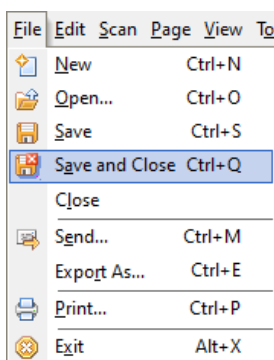 File Edit Scan Page View To
New Ctrl+N
Open... Ctrl+O
Save Ctrl+S
Save and Close Ctrl+Q
Close
Send... Ctrl+M
Export As... Ctrl+E
Print... Ctrl+P
Exit Alt+X